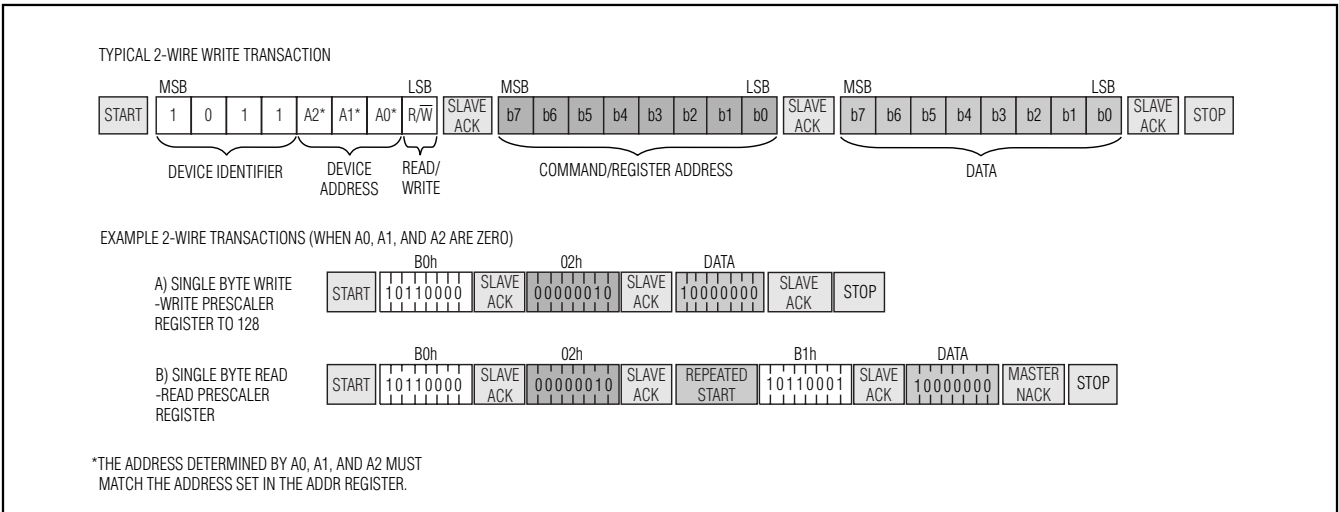 TYPICAL 2-WIRE WRITE TRANSACTION
MSB LSB MSB LSB MSB LSB
START 1 0 1 1 A2* A1* A0* R/W̅ SLAVE ACK b7 b6 b5 b4 b3 b2 b1 b0 SLAVE ACK b7 b6 b5 b4 b3 b2 b1 b0 SLAVE ACK STOP
DEVICE IDENTIFIER DEVICE ADDRESS READ/WRITE COMMAND/REGISTER ADDRESS DATA
EXAMPLE 2-WIRE TRANSACTIONS (WHEN A0, A1, AND A2 ARE ZERO)
B0h 02h DATA
A) SINGLE BYTE WRITE
-WRITE PRESCALER
REGISTER TO 128
START 10110000 SLAVE ACK 00000010 SLAVE ACK 10000000 SLAVE ACK STOP
B0h 02h B1h DATA
B) SINGLE BYTE READ
-READ PRESCALER
REGISTER
START 10110000 SLAVE ACK 00000010 SLAVE ACK REPEATED START 10110001 SLAVE ACK 10000000 MASTER NACK STOP
*THE ADDRESS DETERMINED BY A0, A1, AND A2 MUST
MATCH THE ADDRESS SET IN THE ADDR REGISTER.